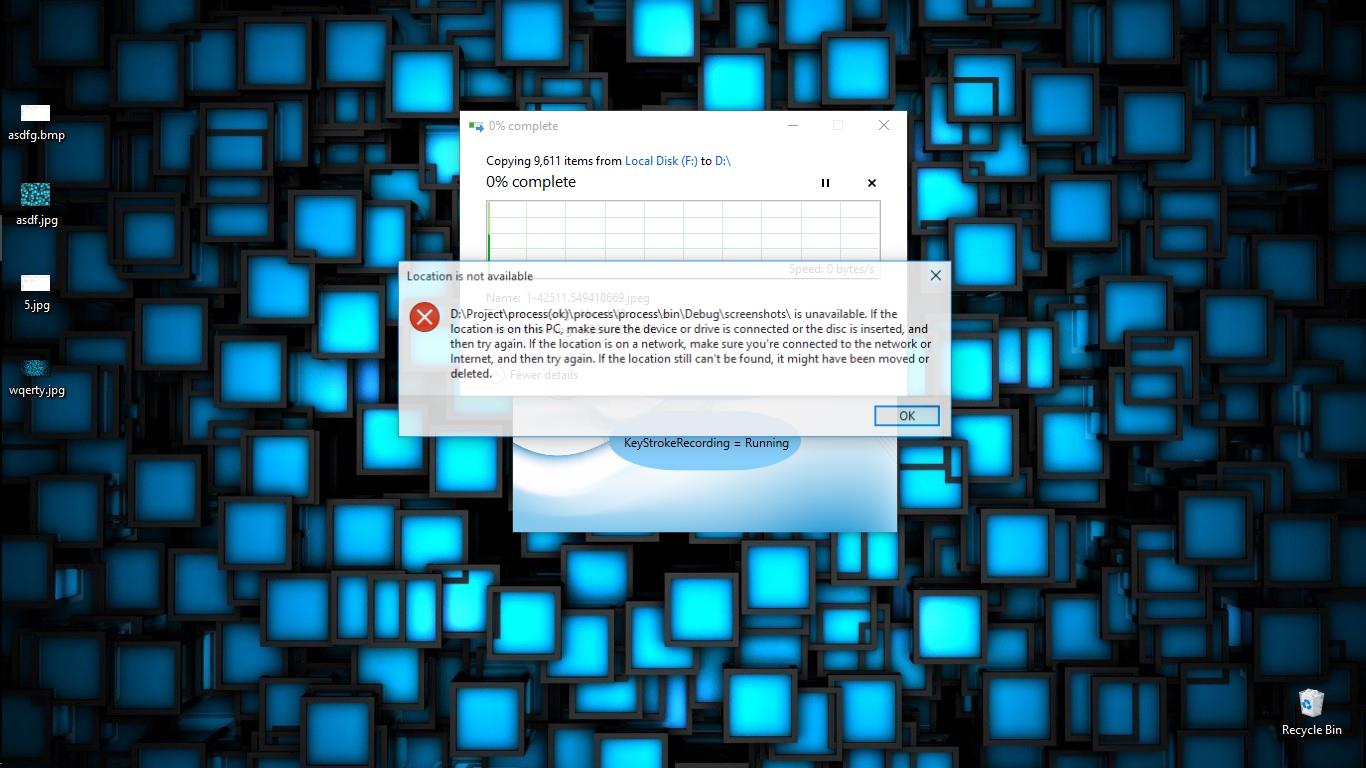 asdfg.bmp
asdf.jpg
5.jpg
wqerty.jpg
0% complete
Copying 9,611 items from Local Disk (F:) to D:\
0% complete
Speed: 0 bytes/s
Location is not available
Name: 1-42511.549418669.jpeg
D:\Project\process(ok)\process\process\bin\Debug\screenshots\ is unavailable. If the
location is on this PC, make sure the device or drive is connected or the disc is inserted, and
then try again. If the location is on a network, make sure you're connected to the network or
Internet, and then try again. If the location still can't be found, it might have been moved or
deleted.
Fewer details
OK
KeyStrokeRecording = Running
Recycle Bin